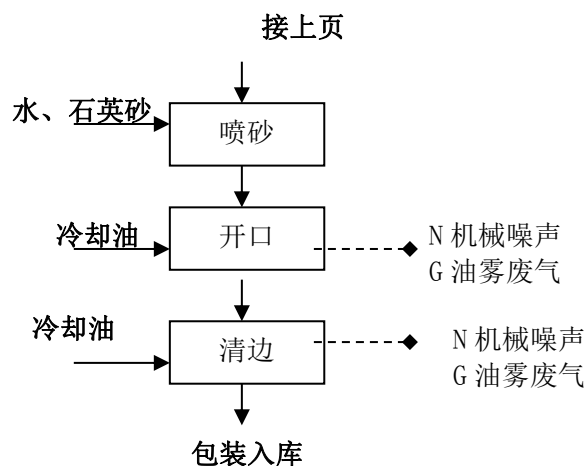 接上页
水、石英砂
喷砂
冷却油
开口
N 机械噪声
G 油雾废气
冷却油
清边
N 机械噪声
G 油雾废气
包装入库